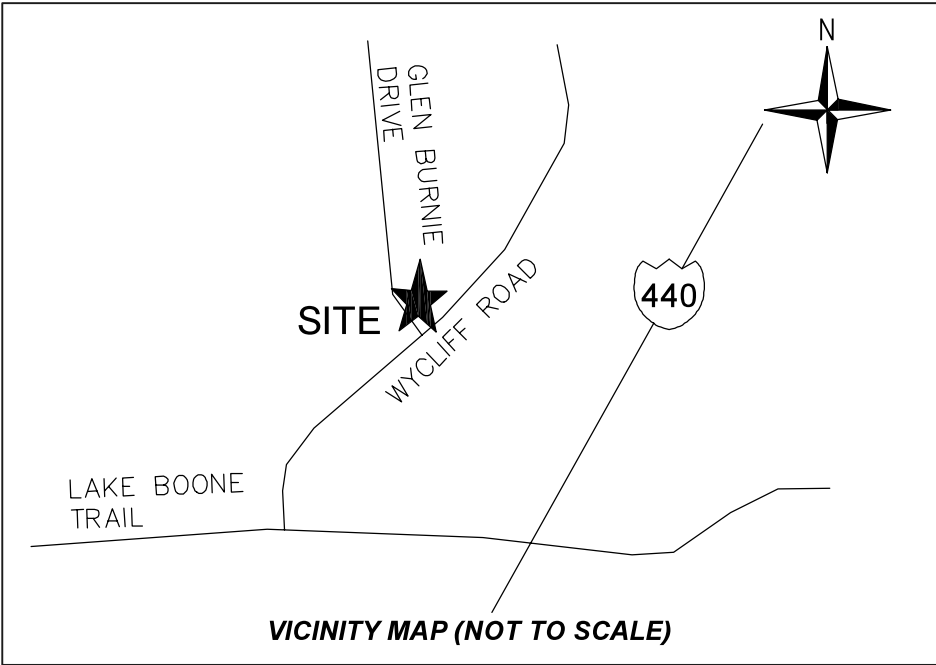 N
GLEN BURNIE
DRIVE
440
SITE
WYCLIFF ROAD
LAKE BOONE
TRAIL
VICINITY MAP (NOT TO SCALE)